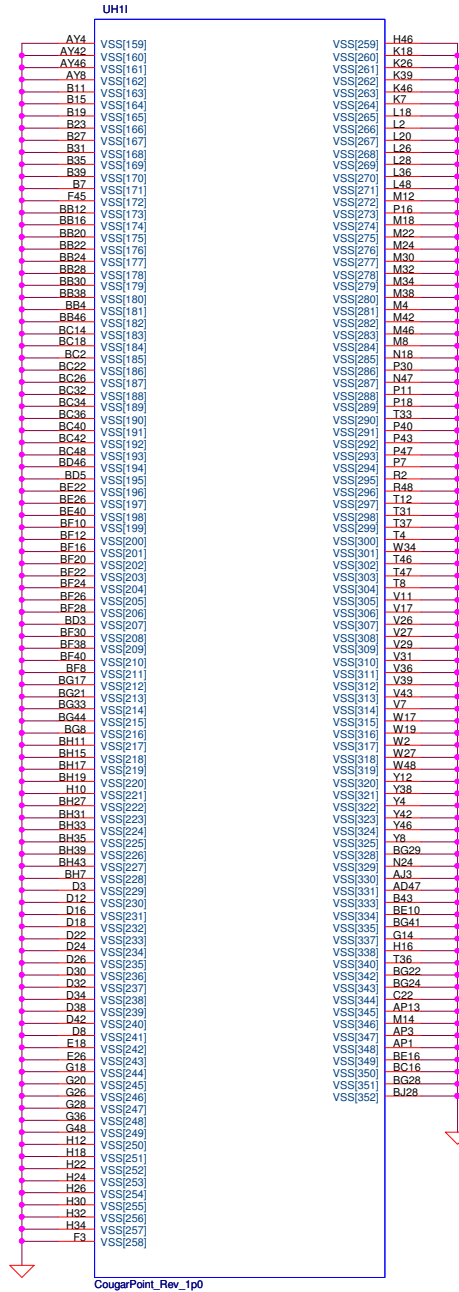 UH1I
AY4 VSS[159] VSS[259] H46
AY42 VSS[160] VSS[260] K18
AY46 VSS[161] VSS[261] K26
AY8 VSS[162] VSS[262] K39
B11 VSS[163] VSS[263] K46
B15 VSS[164] VSS[264] K7
B19 VSS[165] VSS[265] L18
B23 VSS[166] VSS[266] L2
B27 VSS[167] VSS[267] L20
B31 VSS[168] VSS[268] L26
B35 VSS[169] VSS[269] L28
B39 VSS[170] VSS[270] L36
B7 VSS[171] VSS[271] L48
F45 VSS[172] VSS[272] M12
BB12 VSS[173] VSS[273] P16
BB16 VSS[174] VSS[274] M18
BB20 VSS[175] VSS[275] M22
BB22 VSS[176] VSS[276] M24
BB24 VSS[177] VSS[277] M30
BB28 VSS[178] VSS[278] M32
BB30 VSS[179] VSS[279] M34
BB38 VSS[180] VSS[280] M38
BB4 VSS[181] VSS[281] M4
BB46 VSS[182] VSS[282] M42
BC14 VSS[183] VSS[283] M46
BC18 VSS[184] VSS[284] M8
BC2 VSS[185] VSS[285] N18
BC22 VSS[186] VSS[286] P30
BC26 VSS[187] VSS[287] N47
BC32 VSS[188] VSS[288] P11
BC34 VSS[189] VSS[289] P18
BC36 VSS[190] VSS[290] T33
BC40 VSS[191] VSS[291] P40
BC42 VSS[192] VSS[292] P43
BC48 VSS[193] VSS[293] P47
BD46 VSS[194] VSS[294] P7
BD5 VSS[195] VSS[295] R2
BE22 VSS[196] VSS[296] R48
BE26 VSS[197] VSS[297] T12
BE40 VSS[198] VSS[298] T31
BF10 VSS[199] VSS[299] T37
BF12 VSS[200] VSS[300] T4
BF16 VSS[201] VSS[301] W34
BF20 VSS[202] VSS[302] T46
BF22 VSS[203] VSS[303] T47
BF24 VSS[204] VSS[304] T8
BF26 VSS[205] VSS[305] V11
BF28 VSS[206] VSS[306] V17
BD3 VSS[207] VSS[307] V26
BF30 VSS[208] VSS[308] V27
BF38 VSS[209] VSS[309] V29
BF40 VSS[210] VSS[310] V31
BF8 VSS[211] VSS[311] V36
BG17 VSS[212] VSS[312] V39
BG21 VSS[213] VSS[313] V43
BG33 VSS[214] VSS[314] V7
BG44 VSS[215] VSS[315] W17
BG8 VSS[216] VSS[316] W19
BH11 VSS[217] VSS[317] W2
BH15 VSS[218] VSS[318] W27
BH17 VSS[219] VSS[319] W48
BH19 VSS[220] VSS[320] Y12
H10 VSS[221] VSS[321] Y38
BH27 VSS[222] VSS[322] Y4
BH31 VSS[223] VSS[323] Y42
BH33 VSS[224] VSS[324] Y46
BH35 VSS[225] VSS[325] Y8
BH39 VSS[226] VSS[328] BG29
BH43 VSS[227] VSS[329] N24
BH7 VSS[228] VSS[330] AJ3
D3 VSS[229] VSS[331] AD47
D12 VSS[230] VSS[333] B43
D16 VSS[231] VSS[334] BE10
D18 VSS[232] VSS[335] BG41
D22 VSS[233] VSS[337] G14
D24 VSS[234] VSS[338] H16
D26 VSS[235] VSS[340] T36
D30 VSS[236] VSS[342] BG22
D32 VSS[237] VSS[343] BG24
D34 VSS[238] VSS[344] C22
D38 VSS[239] VSS[345] AP13
D42 VSS[240] VSS[346] M14
D8 VSS[241] VSS[347] AP3
E18 VSS[242] VSS[348] AP1
E26 VSS[243] VSS[349] BE16
G18 VSS[244] VSS[350] BC16
G20 VSS[245] VSS[351] BG28
G26 VSS[246] VSS[352] BJ28
G28 VSS[247]
G36 VSS[248]
G48 VSS[249]
H12 VSS[250]
H18 VSS[251]
H22 VSS[252]
H24 VSS[253]
H26 VSS[254]
H30 VSS[255]
H32 VSS[256]
H34 VSS[257]
F3 VSS[258]
CougarPoint_Rev_1p0